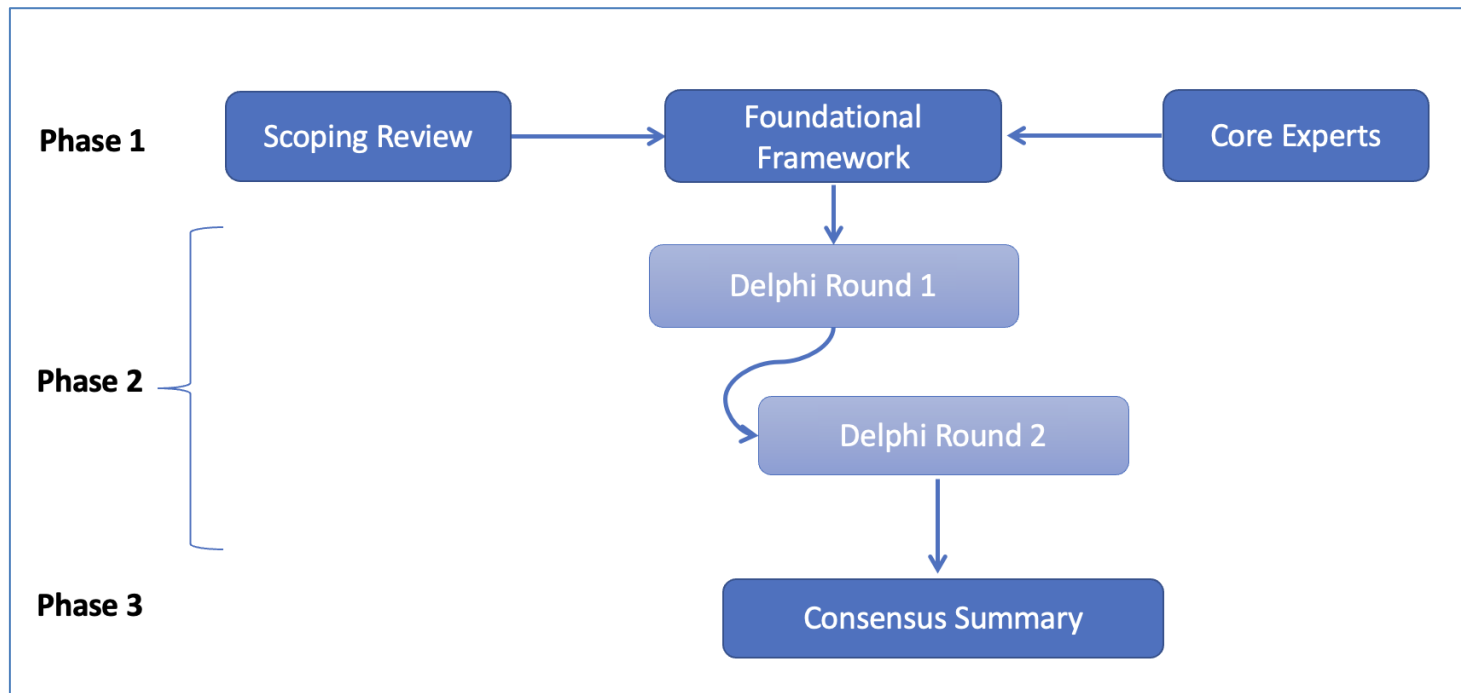 Phase 1
Scoping Review
Foundational
Framework
Core Experts
Delphi Round 1
Phase 2
Delphi Round 2
Phase 3
Consensus Summary